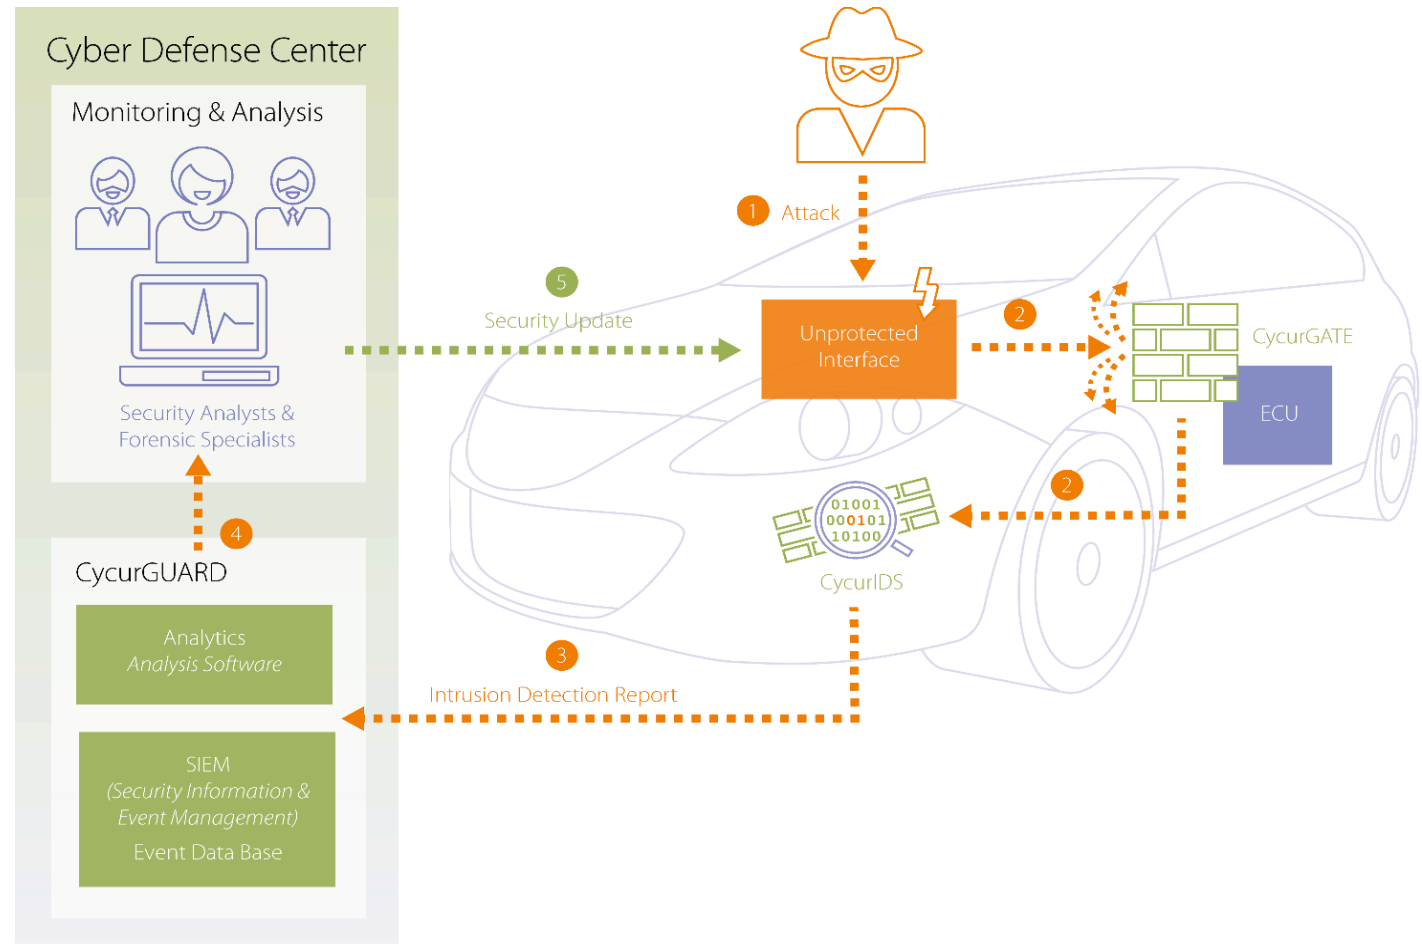 Cyber Defense Center
Monitoring & Analysis
Security Analysts &
Forensic Specialists
4
CycurGUARD
Analytics
Analysis Software
SIEM
(Security Information &
Event Management)
Event Data Base
1 Attack
5
Security Update
Unprotected
Interface
2
CycurGATE
ECU
2
01001
000101
10100
CycurIDS
3
Intrusion Detection Report